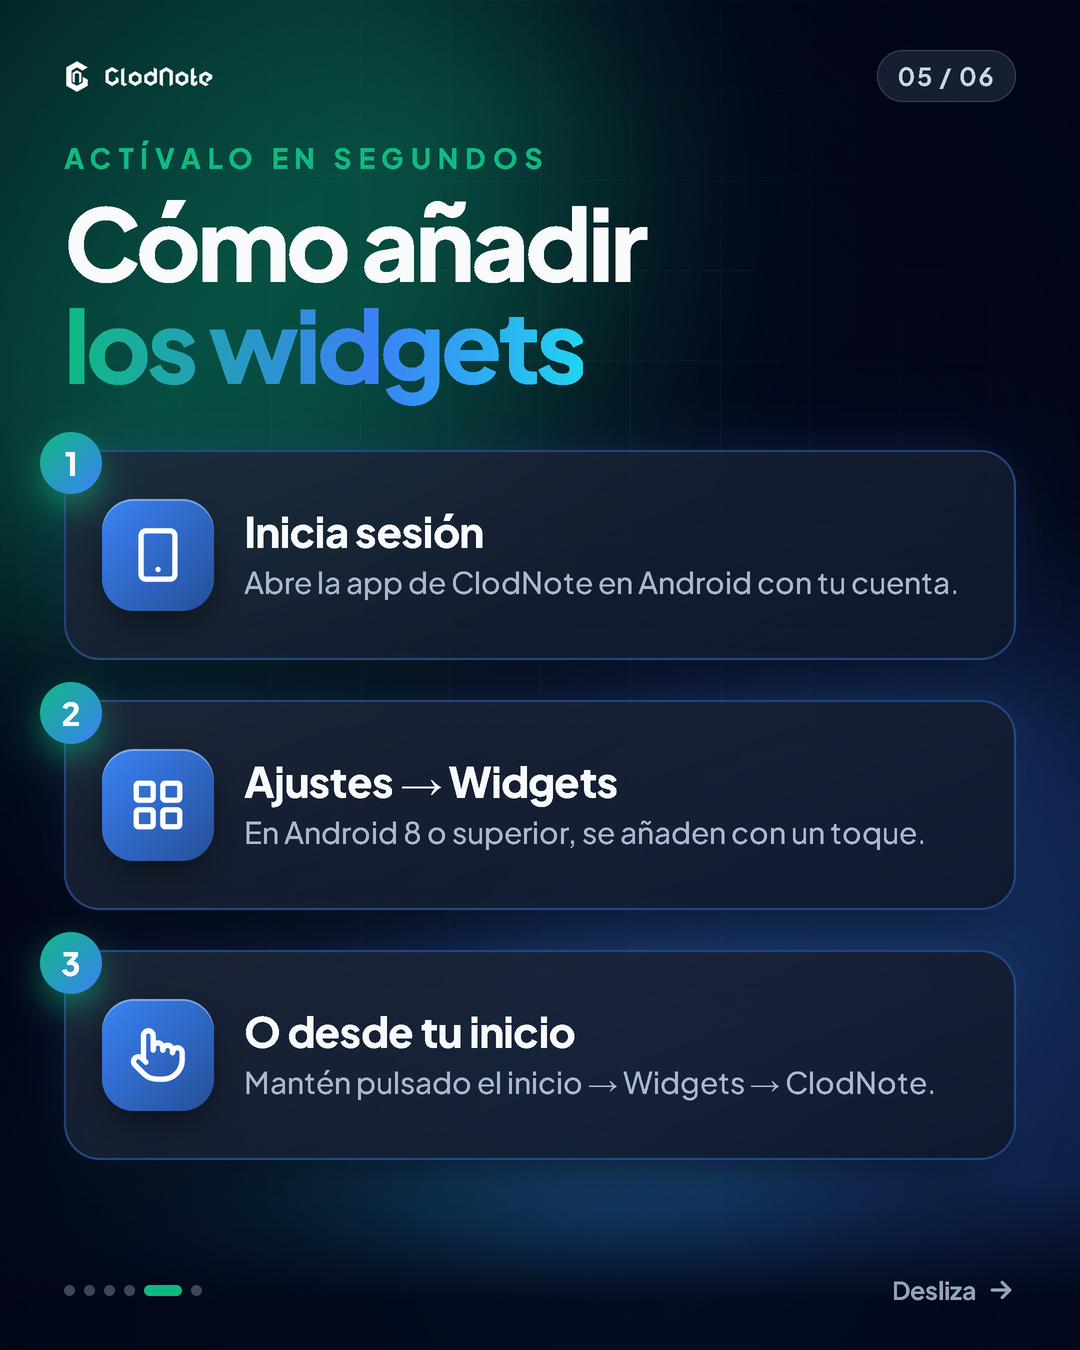 ClodNote
05 / 06
ACTÍVALO EN SEGUNDOS
Cómo añadir
los widgets
1
Inicia sesión
Abre la app de ClodNote en Android con tu cuenta.
2
Ajustes → Widgets
En Android 8 o superior, se añaden con un toque.
3
O desde tu inicio
Mantén pulsado el inicio → Widgets → ClodNote.
Desliza →